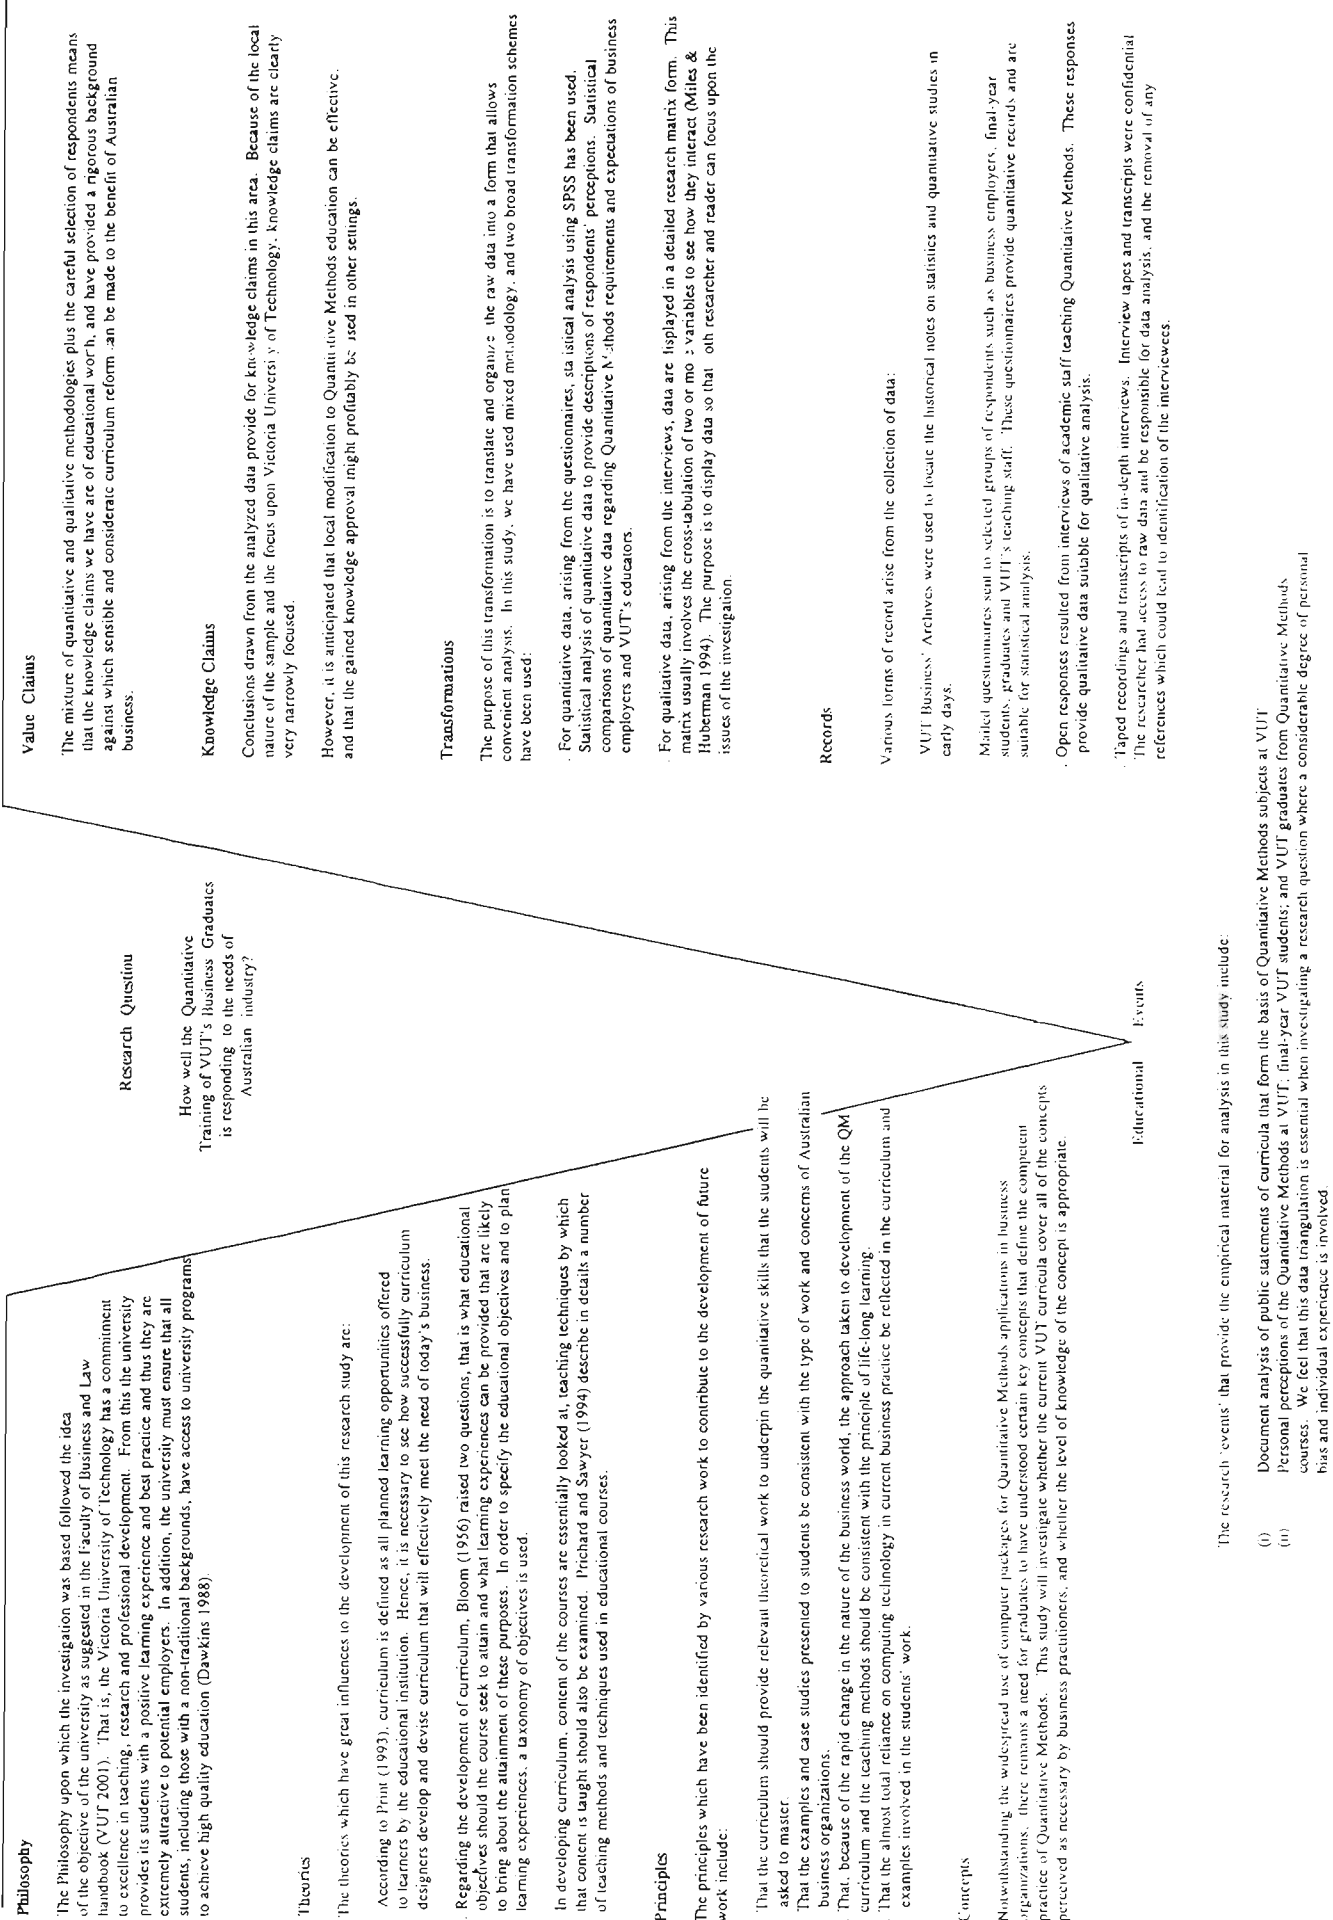 Philosophy
The Philosophy upon which the investigation was based followed the idea
of the objective of the university as suggested in the Faculty of Business and Law
handbook (VUT 2001). That is, the Victoria University of Technology has a commitment
to excellence in teaching, research and professional development. From this the university
provides its students with a positive learning experience and best practice and thus they are
extremely attractive to potential employers. In addition, the university must ensure that all
students, including those with a non-traditional backgrounds, have access to university programs
to achieve high quality education (Dawkins 1988).
Theories
The theories which have great influences to the development of this research study are:
According to Print (1993), curriculum is defined as all planned learning opportunities offered
to learners by the educational institution. Hence, it is necessary to see how successfully curriculum
designers develop and devise curriculum that will effectively meet the need of today's business.
. Regarding the development of curriculum, Bloom (1956) raised two questions, that is what educational
objectives should the course seek to attain and what learning experiences can be provided that are likely
to bring about the attainment of these purposes. In order to specify the educational objectives and to plan
learning experiences, a taxonomy of objectives is used.
In developing curriculum, content of the courses are essentially looked at, teaching techniques by which
that content is taught should also be examined. Prichard and Sawyer (1994) describe in details a number
of teaching methods and techniques used in educational courses.
Principles
The principles which have been identified by various research work to contribute to the development of future
work include:
That the curriculum should provide relevant theoretical work to underpin the quantitative skills that the students will be
asked to master.
That the examples and case studies presented to students be consistent with the type of work and concerns of Australian
business organizations.
. That, because of the rapid change in the nature of the business world, the approach taken to development of the QM
curriculum and the teaching methods should be consistent with the principle of life-long learning.
. That the almost total reliance on computing technology in current business practice be reflected in the curriculum and
examples involved in the students' work.
Concepts
Notwithstanding the widespread use of computer packages for Quantitative Methods applications in business
organizations, there remains a need for graduates to have understood certain key concepts that define the competent
practice of Quantitative Methods. This study will investigate whether the current VUT curricula cover all of the concepts
perceived as necessary by business practitioners, and whether the level of knowledge of the concept is appropriate.
Research Question
How well the Quantitative
Training of VUT's Business Graduates
is responding to the needs of
Australian industry?
Educational Events
The research 'events' that provide the empirical material for analysis in this study include:
(i) Document analysis of public statements of curricula that form the basis of Quantitative Methods subjects at VUT
(ii) Personal perceptions of the Quantitative Methods at VUT; final-year VUT students; and VUT graduates from Quantitative Methods
courses. We feel that this data triangulation is essential when investigating a research question where a considerable degree of personal
bias and individual experience is involved.
Value Claims
The mixture of quantitative and qualitative methodologies plus the careful selection of respondents means
that the knowledge claims we have are of educational worth, and have provided a rigorous background
against which sensible and considerate curriculum reform can be made to the benefit of Australian
business.
Knowledge Claims
Conclusions drawn from the analyzed data provide for knowledge claims in this area. Because of the local
nature of the sample and the focus upon Victoria University of Technology, knowledge claims are clearly
very narrowly focused.
However, it is anticipated that local modification to Quantitative Methods education can be effective,
and that the gained knowledge approval might profitably be used in other settings.
Transformations
The purpose of this transformation is to translate and organize the raw data into a form that allows
convenient analysis. In this study, we have used mixed methodology, and two broad transformation schemes
have been used:
. For quantitative data, arising from the questionnaires, statistical analysis using SPSS has been used.
Statistical analysis of quantitative data to provide descriptions of respondents' perceptions. Statistical
comparisons of quantitative data regarding Quantitative Methods requirements and expectations of business
employers and VUT's educators.
. For qualitative data, arising from the interviews, data are displayed in a detailed research matrix form. This
matrix usually involves the cross-tabulation of two or more variables to see how they interact (Miles &
Huberman 1994). The purpose is to display data so that both researcher and reader can focus upon the
issues of the investigation.
Records
Various forms of record arise from the collection of data:
VUT Business' Archives were used to locate the historical notes on statistics and quantitative studies in
early days.
Mailed questionnaires sent to selected groups of respondents such as business employers, final-year
students, graduates and VUT's teaching staff. These questionnaires provide quantitative records and are
suitable for statistical analysis.
. Open responses resulted from interviews of academic staff teaching Quantitative Methods. These responses
provide qualitative data suitable for qualitative analysis.
. Taped recordings and transcripts of in-depth interviews. Interview tapes and transcripts were confidential
The researcher had access to raw data and be responsible for data analysis, and the removal of any
references which could lead to identification of the interviewees.